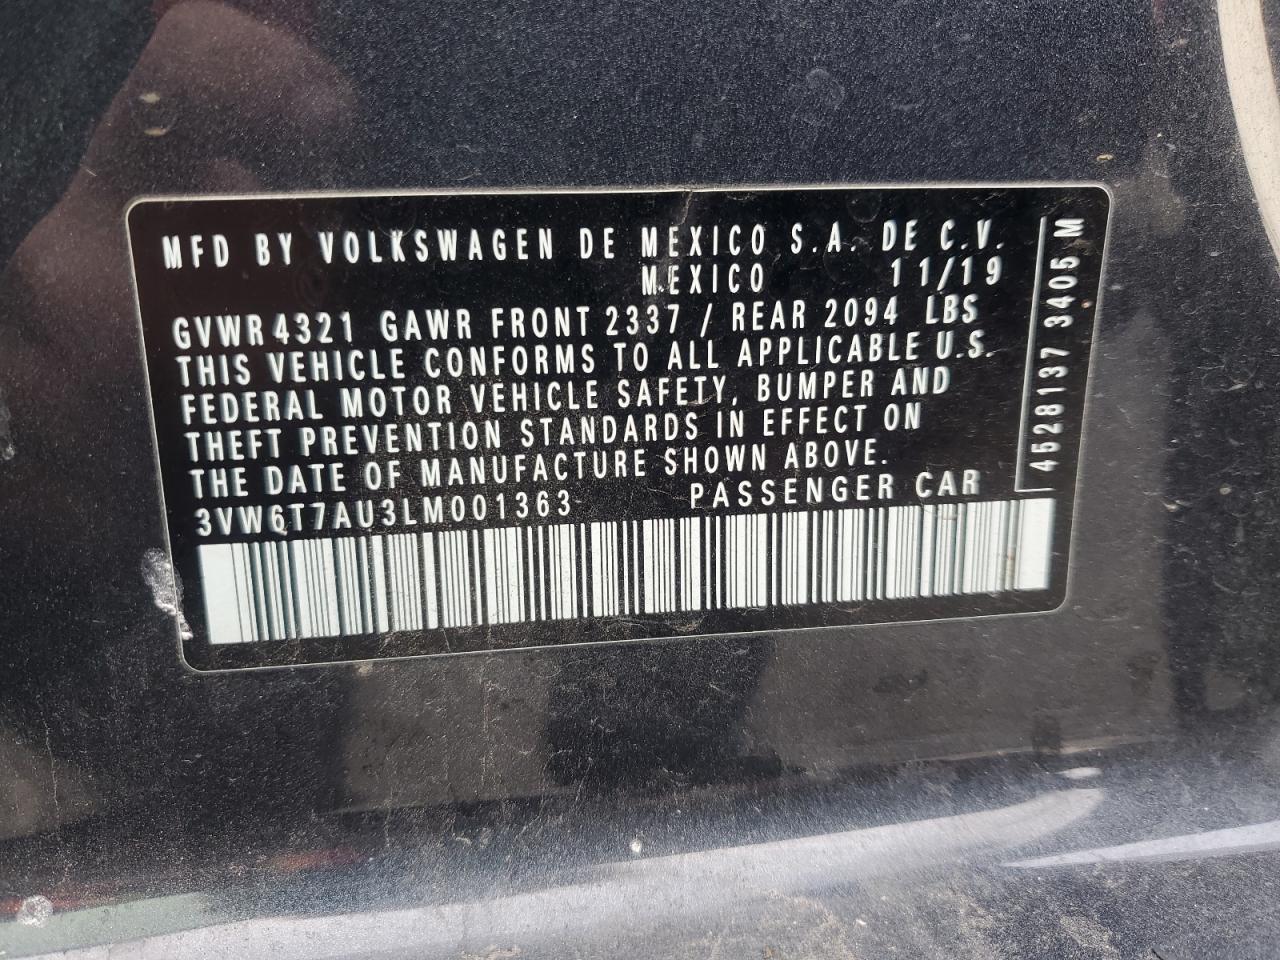 MFD BY VOLKSWAGEN DE MEXICO S.A. DE C.V.
MEXICO 11/19
GVWR 4321 GAWR FRONT 2337 / REAR 2094 LBS
THIS VEHICLE CONFORMS TO ALL APPLICABLE U.S.
FEDERAL MOTOR VEHICLE SAFETY, BUMPER AND
THEFT PREVENTION STANDARDS IN EFFECT ON
THE DATE OF MANUFACTURE SHOWN ABOVE.
3VW6T7AU3LM001363 PASSENGER CAR
4528137 3405 M